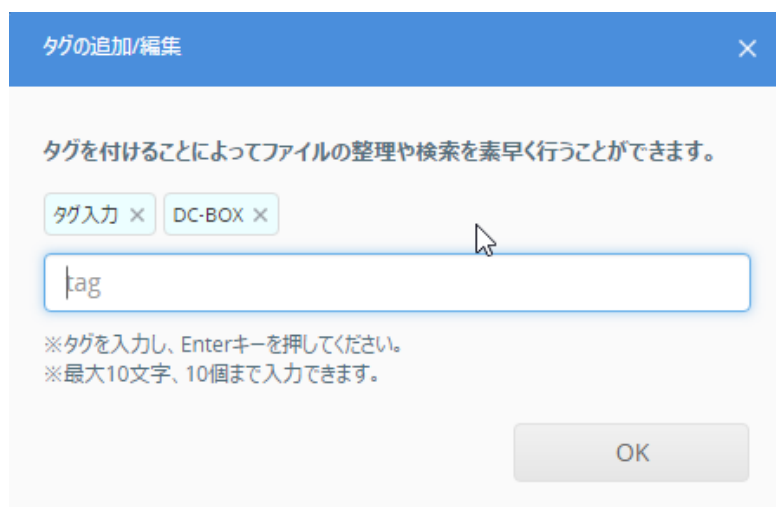 タグの追加/編集 ×
タグを付けることによってファイルの整理や検索を素早く行うことができます。
タグ入力 × DC-BOX ×
tag
※タグを入力し、Enterキーを押してください。
※最大10文字、10個まで入力できます。
OK